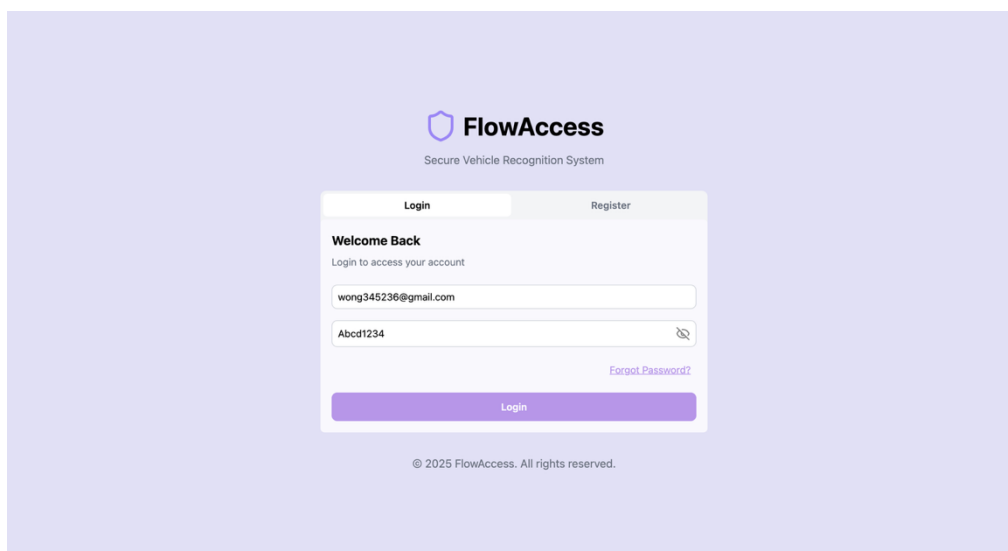 FlowAccess
Secure Vehicle Recognition System
Login
Register
Welcome Back
Login to access your account
wong345236@gmail.com
Abcd1234
Forgot Password?
Login
© 2025 FlowAccess. All rights reserved.